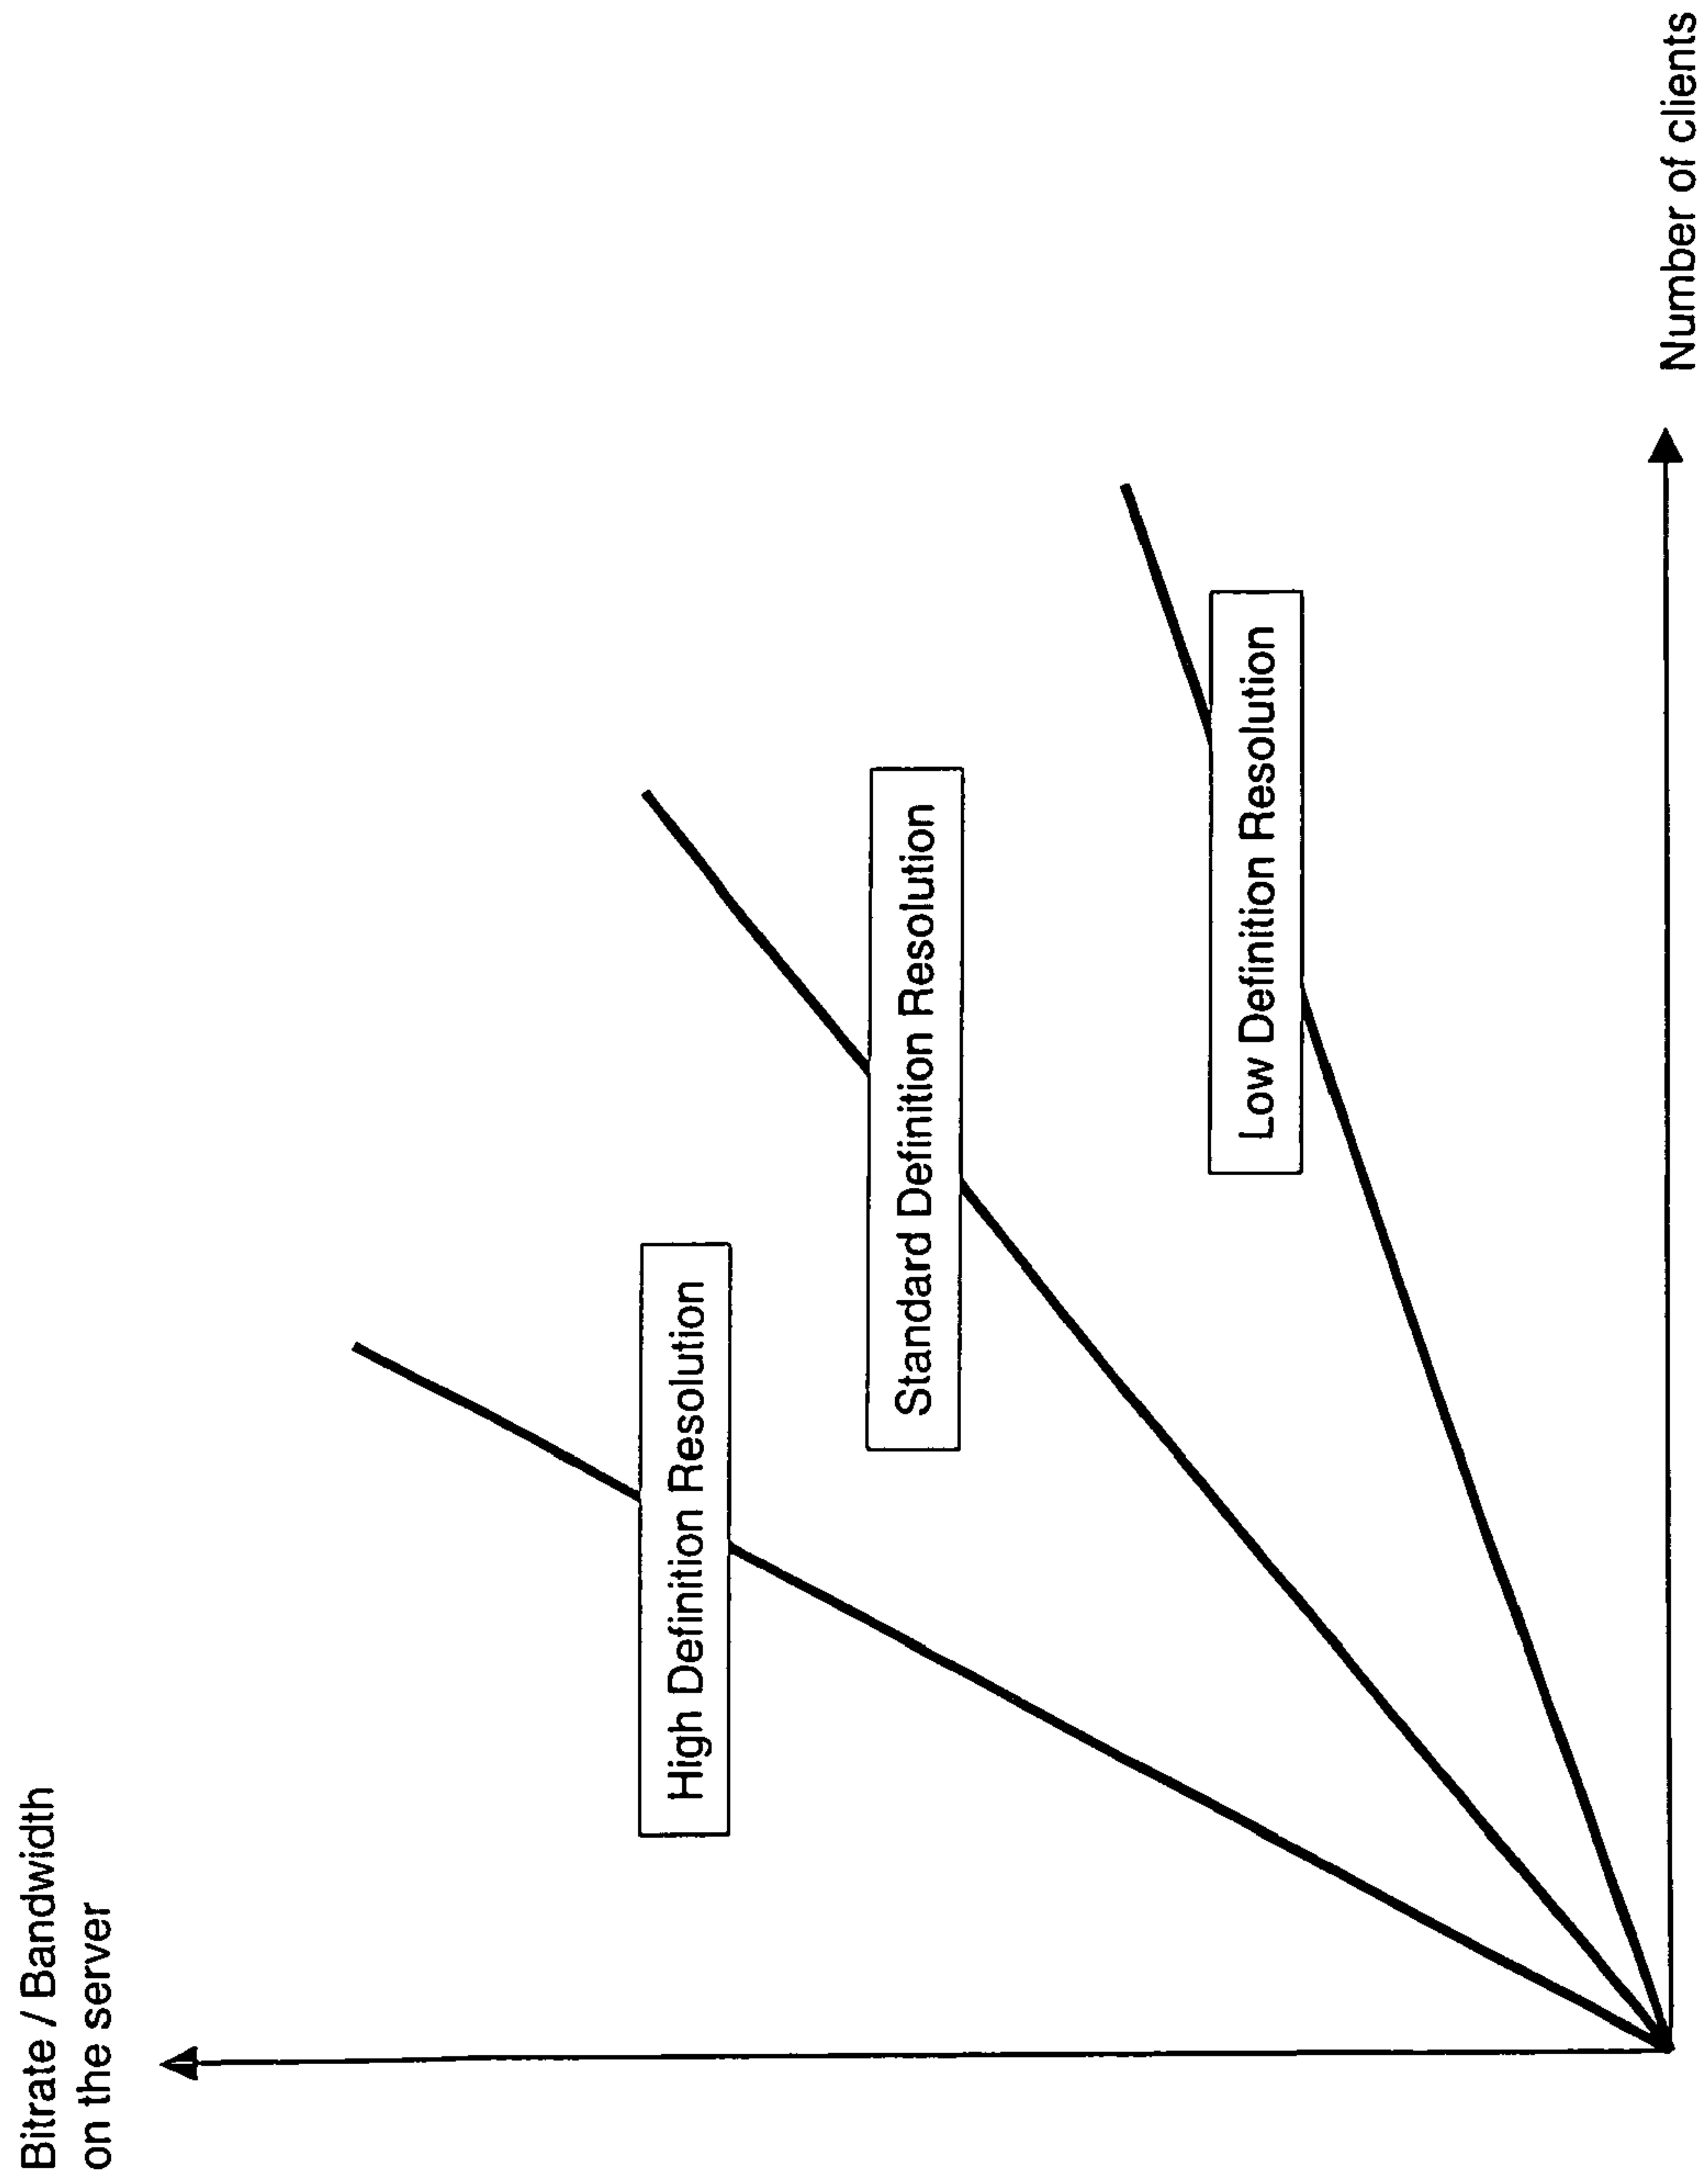 Bitrate / Bandwidth
on the server
High Definition Resolution
Standard Definition Resolution
Low Definition Resolution
Number of clients